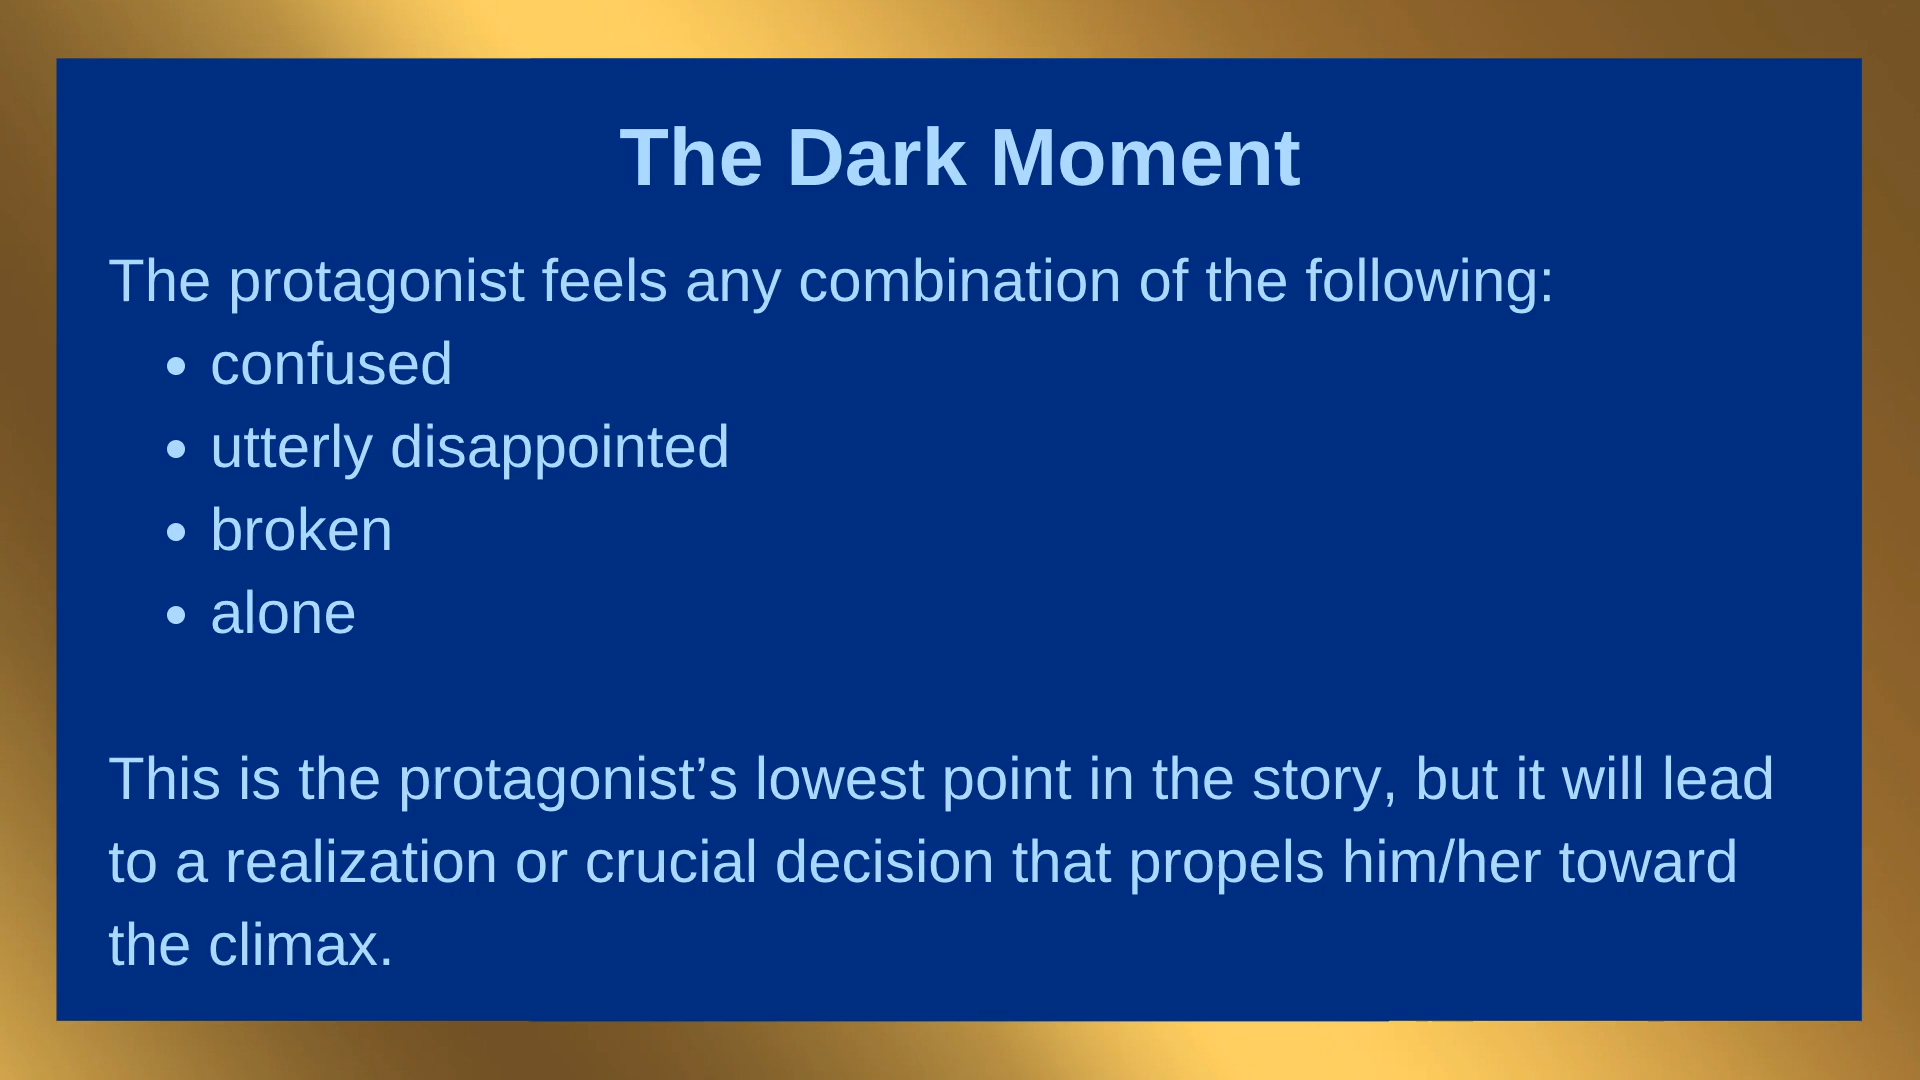 The Dark Moment
The protagonist feels any combination of the following:
• confused
• utterly disappointed
• broken
• alone
This is the protagonist’s lowest point in the story, but it will lead
to a realization or crucial decision that propels him/her toward
the climax.